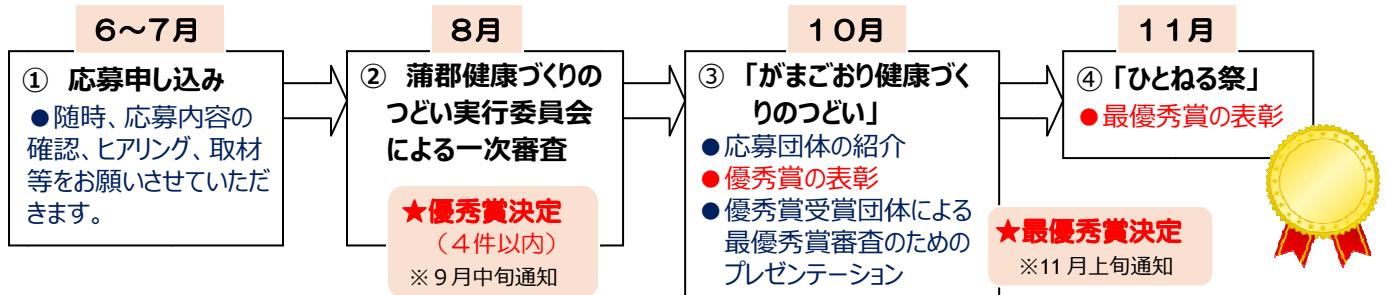 6～7月
① 応募申し込み
●随時、応募内容の
確認、ヒアリング、取材
等をお願いさせていただ
きます。
8月
② 蒲郡健康づくりの
つどい実行委員会
による一次審査
★優秀賞決定
（４件以内）
※９月中旬通知
10月
③ 「がまごおり健康づく
りのつどい」
●応募団体の紹介
●優秀賞の表彰
●優秀賞受賞団体による
最優秀賞審査のための
プレゼンテーション
★最優秀賞決定
※11月上旬通知
11月
④「ひとねる祭」
●最優秀賞の表彰